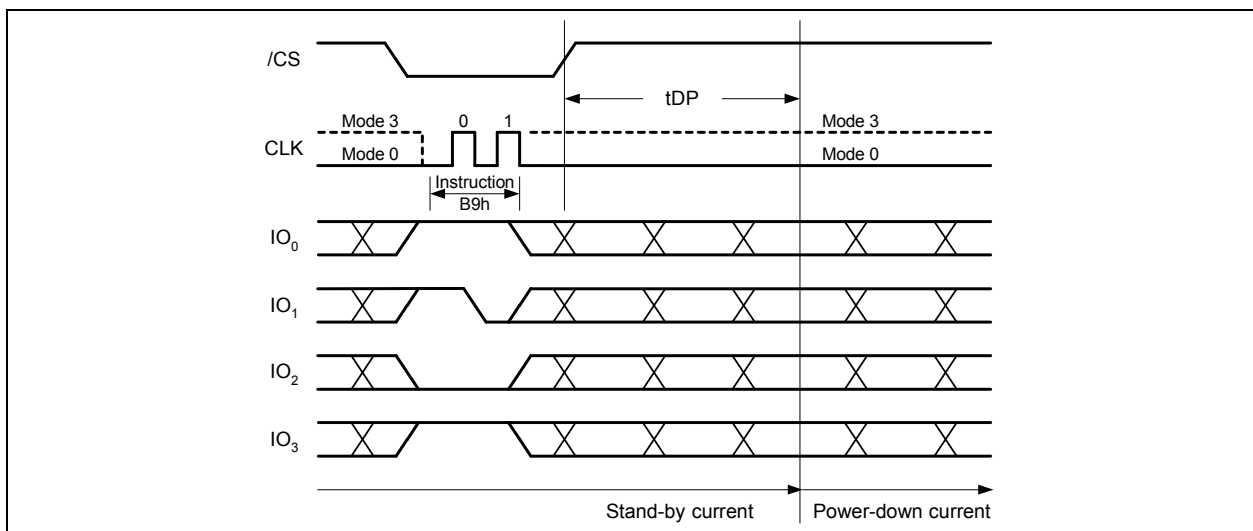 /CS
tDP
Mode 3 0 1 Mode 3
CLK
Mode 0 Mode 0
Instruction
B9h
IO0
IO1
IO2
IO3
Stand-by current Power-down current